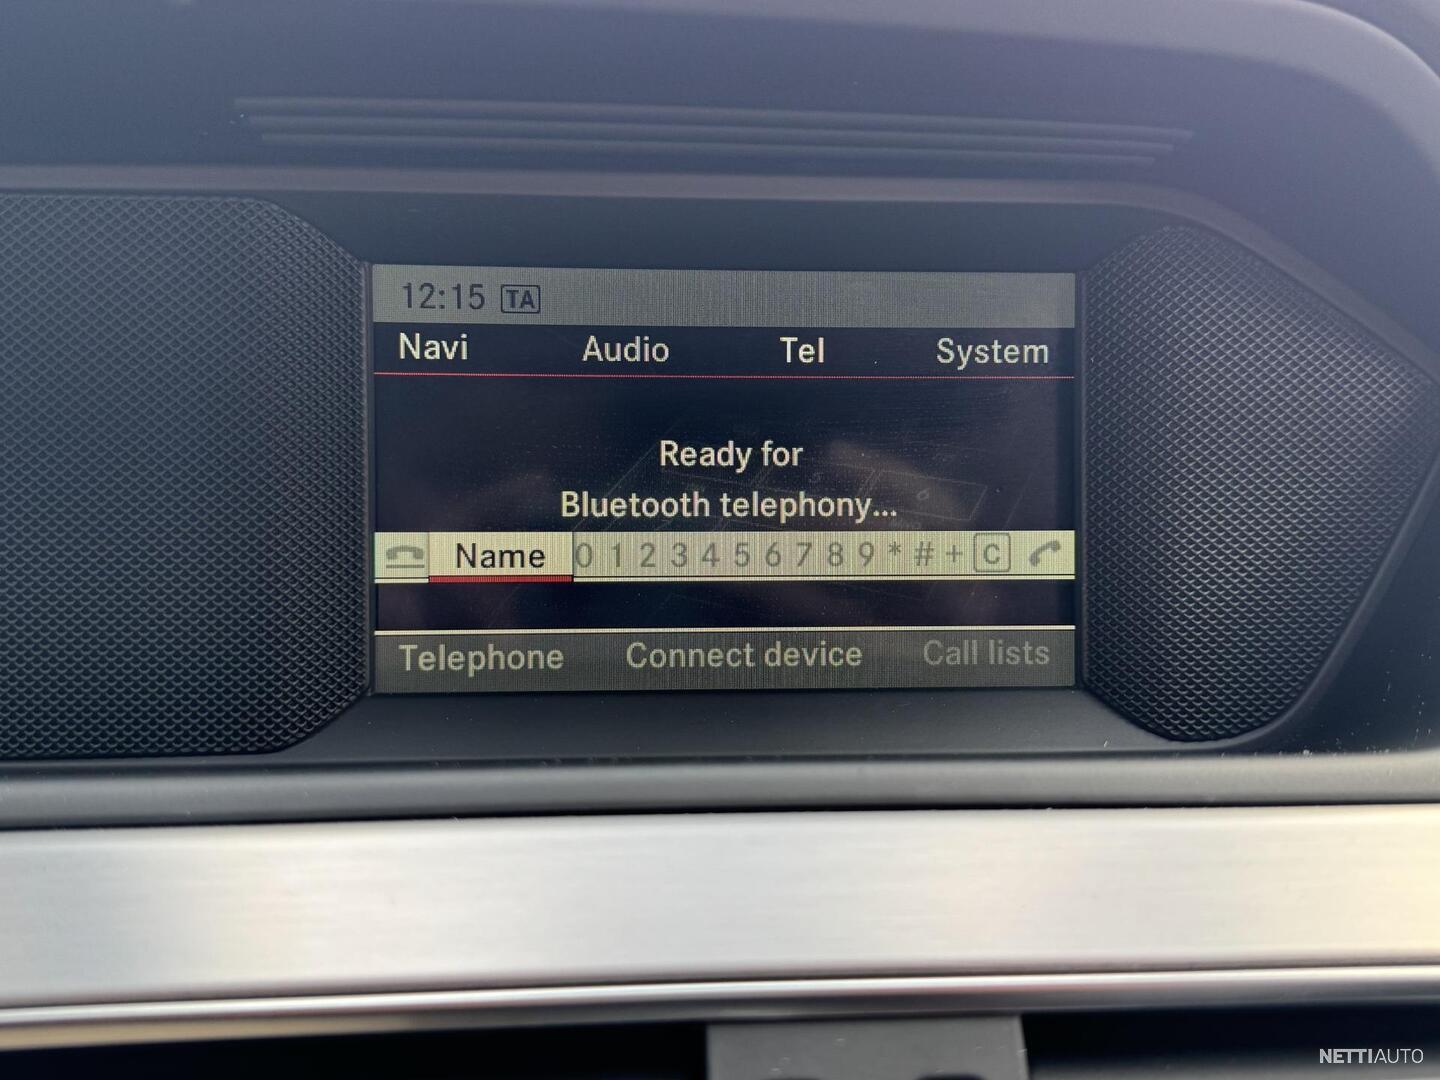 12:15 TA
Navi Audio Tel System
Ready for
Bluetooth telephony...
Name 0 1 2 3 4 5 6 7 8 9 * # + C
Telephone Connect device Call lists
NETTIAUTO